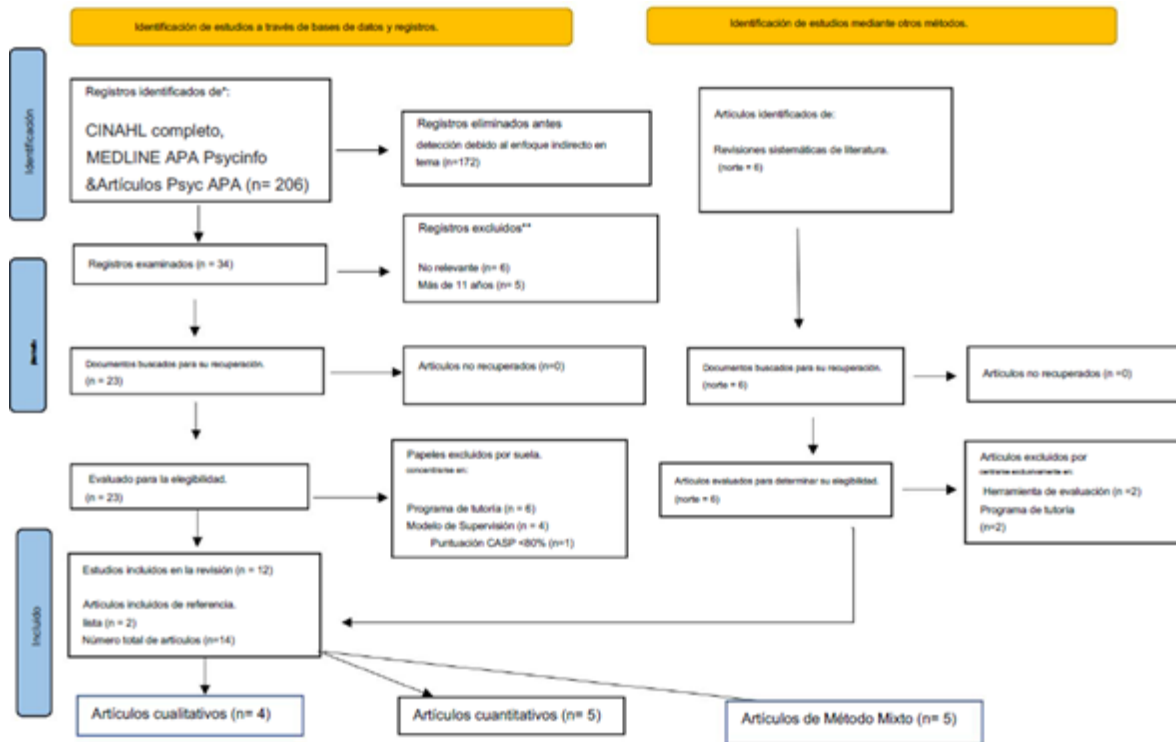 Identificación de estudios a través de bases de datos y registros.
Identificación de estudios mediante otros métodos.
Identificación
Registros identificados de*:
CINAHL completo,
MEDLINE APA Psycinfo
&Artículos Psyc APA (n= 206)
Registros eliminados antes
detección debido al enfoque indirecto en
tema (n=172)
Artículos identificados de:
Revisiones sistemáticas de literatura.
(norte = 6)
Registros examinados (n = 34)
Registros excluidos**
No relevante (n= 6)
Más de 11 años (n= 5)
Documentos buscados para su recuperación.
(n = 23)
Artículos no recuperados (n=0)
Documentos buscados para su recuperación.
(norte = 6)
Artículos no recuperados (n =0)
Evaluado para la elegibilidad.
(n = 23)
Papeles excluidos por suela.
concentrarse en:
Programa de tutoría (n = 6)
Modelo de Supervisión (n = 4)
Puntuación CASP <80% (n=1)
Artículos evaluados para determinar su elegibilidad.
(norte = 6)
Artículos excluidos por
centrarse exclusivamente en:
Herramienta de evaluación (n =2)
Programa de tutoría
(n=2)
Incluido
Estudios incluidos en la revisión (n = 12)
Artículos incluidos de referencia.
lista (n = 2)
Número total de artículos (n=14)
Artículos cualitativos (n= 4)
Artículos cuantitativos (n= 5)
Artículos de Método Mixto (n= 5)